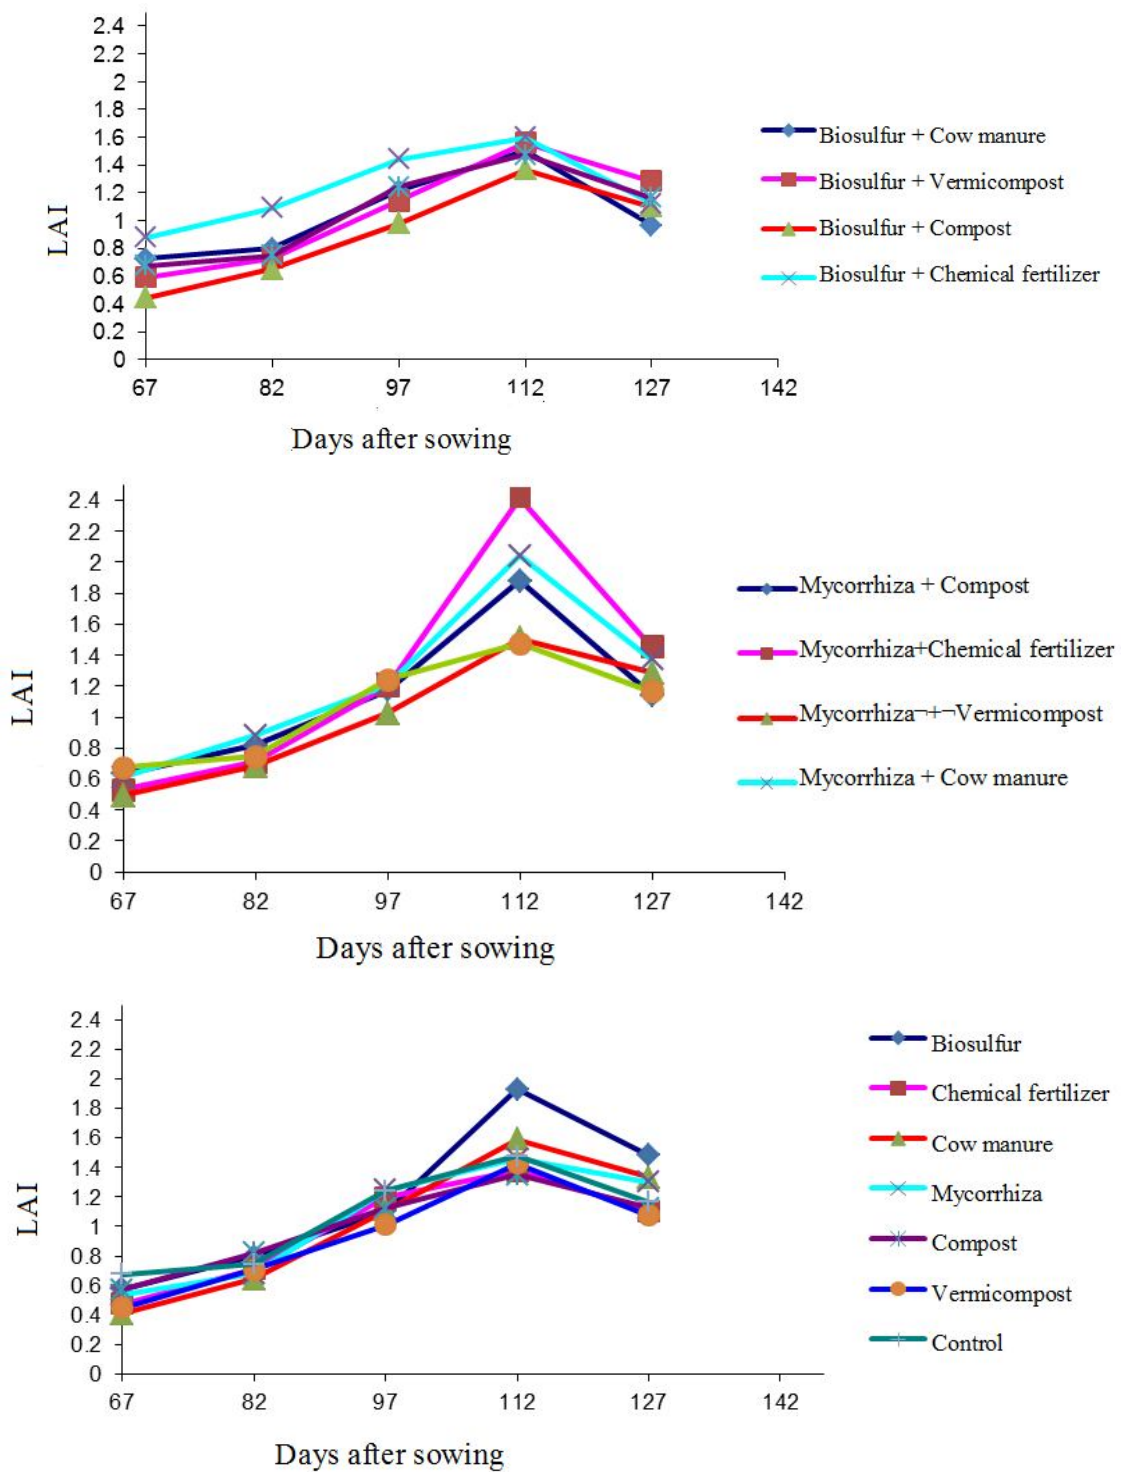 2.4
2.2
2
1.8
1.6
1.4
1.2
1
0.8
0.6
0.4
0.2
0
LAI
67 82 97 112 127 142
Days after sowing
Biosulfur + Cow manure
Biosulfur + Vermicompost
Biosulfur + Compost
Biosulfur + Chemical fertilizer
2.4
2.2
2
1.8
1.6
1.4
1.2
1
0.8
0.6
0.4
0.2
0
LAI
67 82 97 112 127 142
Days after sowing
Mycorrhiza + Compost
Mycorrhiza+Chemical fertilizer
Mycorrhiza¬+¬Vermicompost
Mycorrhiza + Cow manure
2.4
2.2
2
1.8
1.6
1.4
1.2
1
0.8
0.6
0.4
0.2
0
LAI
67 82 97 112 127 142
Days after sowing
Biosulfur
Chemical fertilizer
Cow manure
Mycorrhiza
Compost
Vermicompost
Control